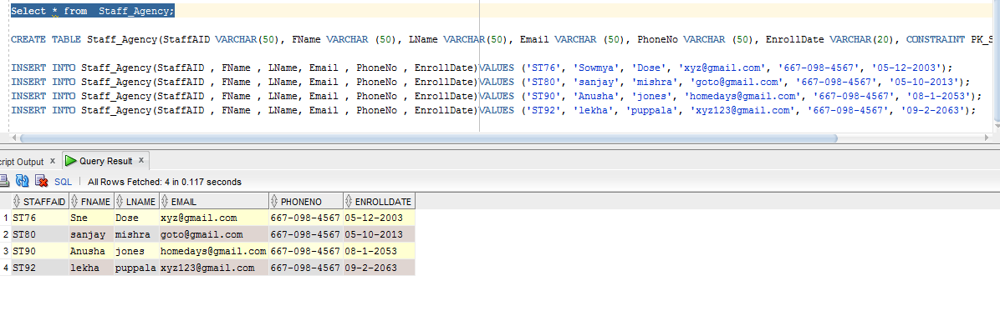 Select * from  Staff_Agency;
CREATE TABLE Staff_Agency(StaffAID VARCHAR(50), FName VARCHAR (50), LName VARCHAR(50), Email VARCHAR (50), PhoneNo VARCHAR (50), EnrollDate VARCHAR(20), CONSTRAINT PK_S
INSERT INTO Staff_Agency(StaffAID , FName , LName, Email , PhoneNo , EnrollDate)VALUES ('ST76', 'Sowmya', 'Dose', 'xyz@gmail.com', '667-098-4567', '05-12-2003');
INSERT INTO Staff_Agency(StaffAID , FName , LName, Email , PhoneNo , EnrollDate)VALUES ('ST80', 'sanjay', 'mishra', 'goto@gmail.com', '667-098-4567', '05-10-2013');
INSERT INTO Staff_Agency(StaffAID , FName , LName, Email , PhoneNo , EnrollDate)VALUES ('ST90', 'Anusha', 'jones', 'homedays@gmail.com', '667-098-4567', '08-1-2053');
INSERT INTO Staff_Agency(StaffAID , FName , LName, Email , PhoneNo , EnrollDate)VALUES ('ST92', 'lekha', 'puppala', 'xyz123@gmail.com', '667-098-4567', '09-2-2063');
cript Output x Query Result x
SQL | All Rows Fetched: 4 in 0.117 seconds
STAFFAID FNAME LNAME EMAIL PHONENO ENROLLDATE
1 ST76 Sne Dose xyz@gmail.com 667-098-4567 05-12-2003
2 ST80 sanjay mishra goto@gmail.com 667-098-4567 05-10-2013
3 ST90 Anusha jones homedays@gmail.com 667-098-4567 08-1-2053
4 ST92 lekha puppala xyz123@gmail.com 667-098-4567 09-2-2063